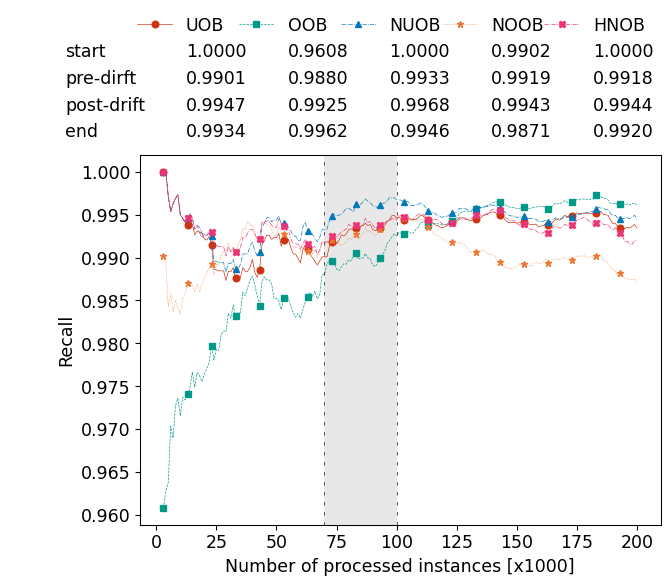 UOB OOB NUOB NOOB HNOB
start 1.0000 0.9608 1.0000 0.9902 1.0000
pre-dirft 0.9901 0.9880 0.9933 0.9919 0.9918
post-drift 0.9947 0.9925 0.9968 0.9943 0.9944
end 0.9934 0.9962 0.9946 0.9871 0.9920
1.000
0.995
0.990
0.985
0.980
0.975
0.970
0.965
0.960
Recall
0 25 50 75 100 125 150 175 200
Number of processed instances [x1000]